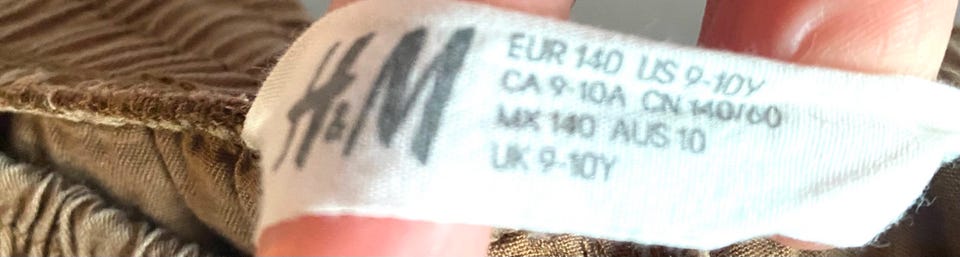 H&M
EUR 140 US 9-10Y
CA 9-10A CN 140/60
MX 140 AUS 10
UK 9-10Y